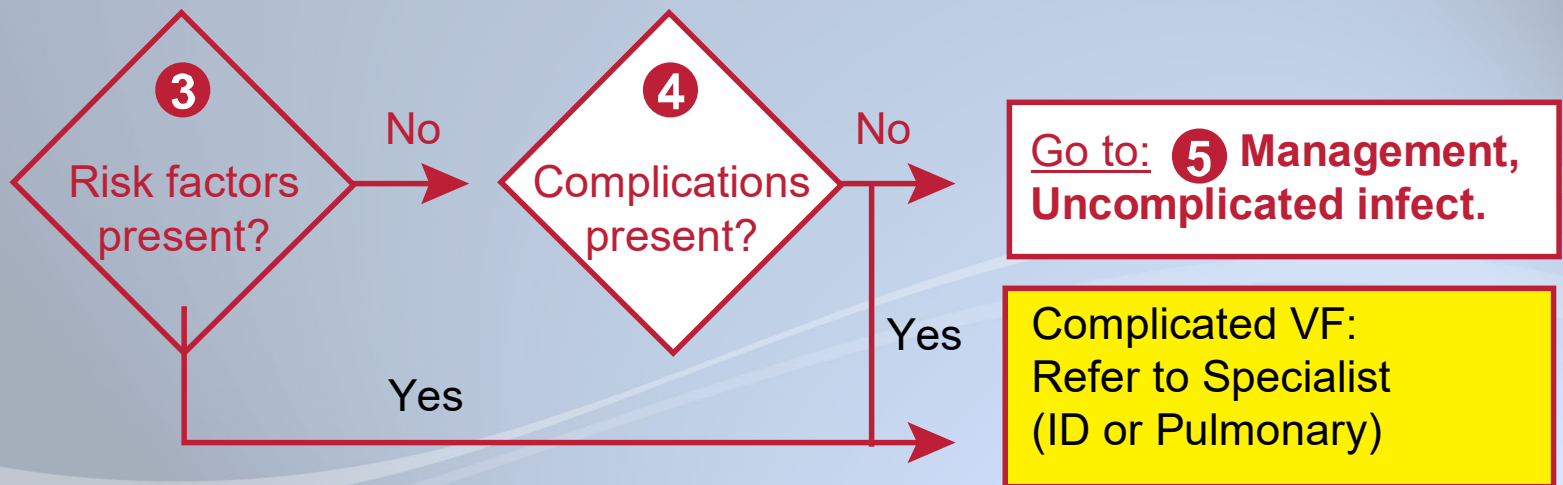 3
Risk factors
present?
No
4
Complications
present?
No
Go to: 5 Management,
Uncomplicated infect.
Yes
Yes
Complicated VF:
Refer to Specialist
(ID or Pulmonary)